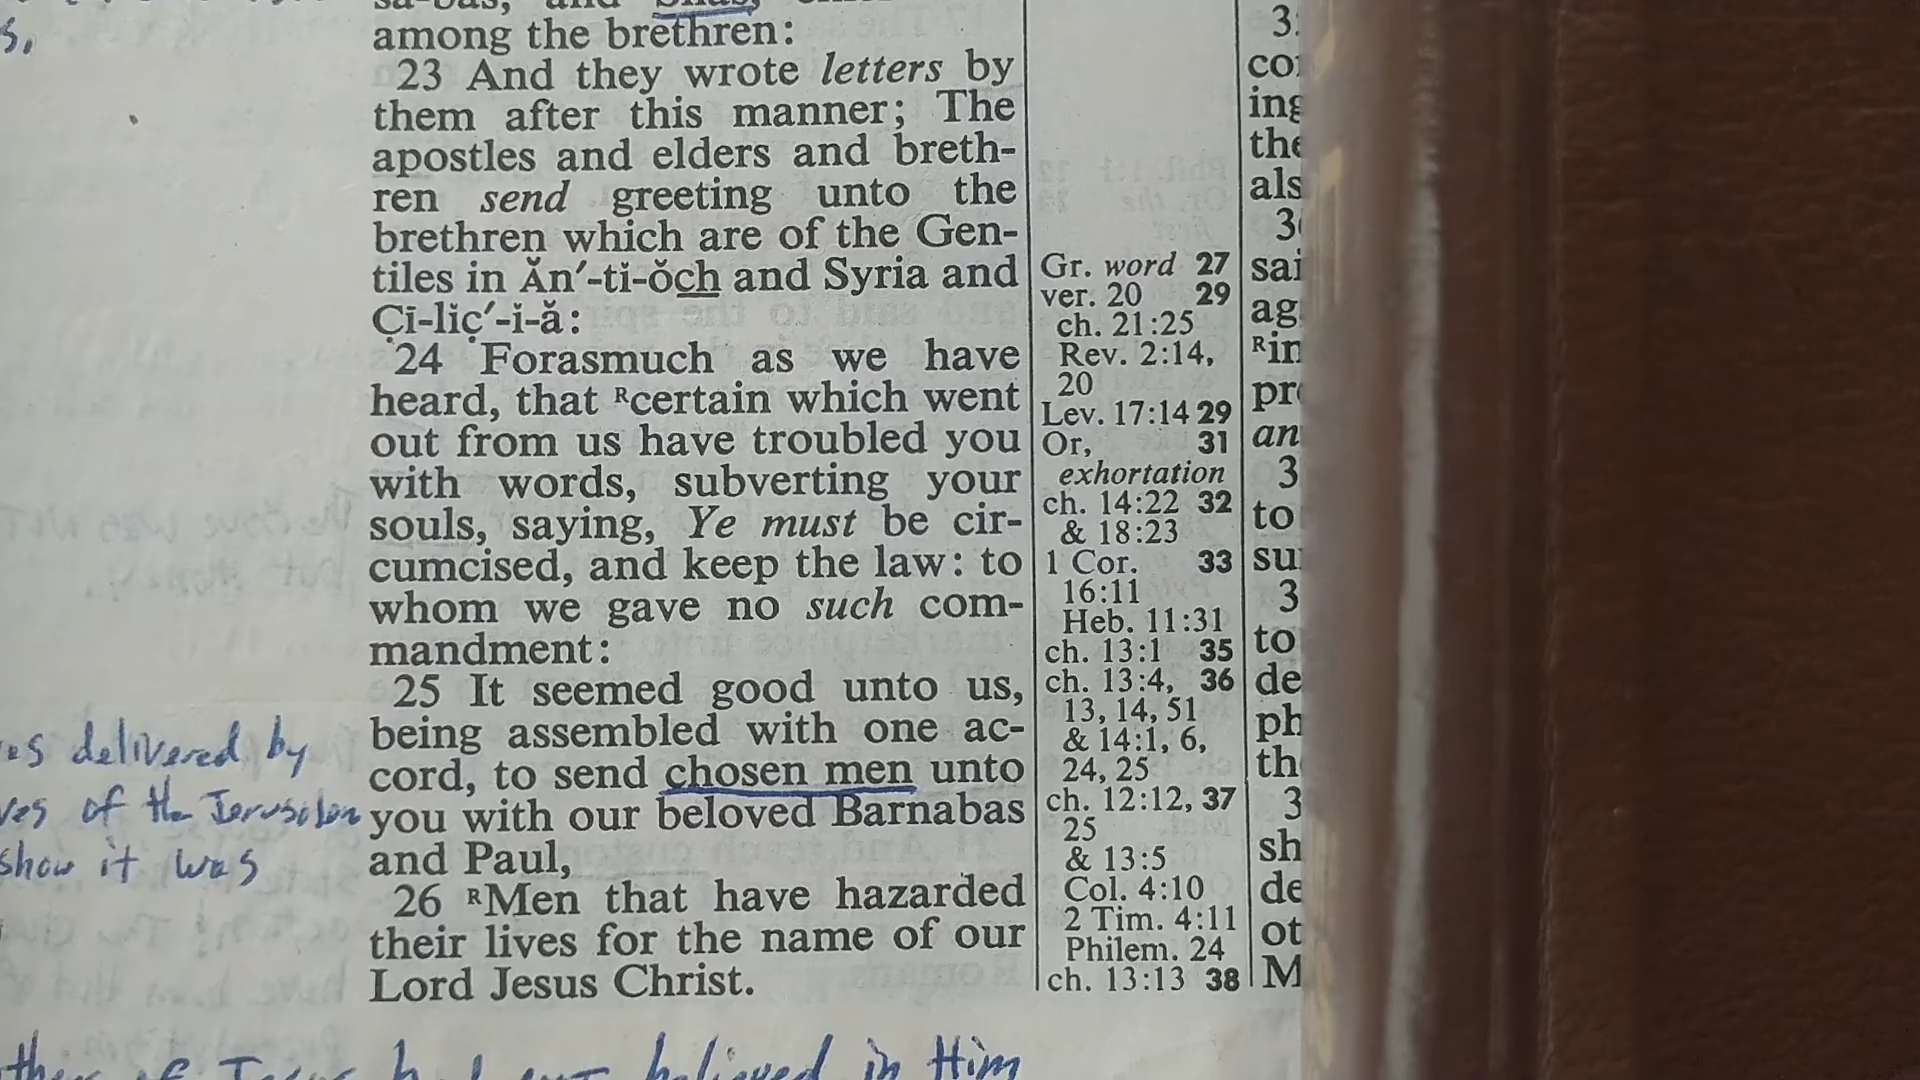 among the brethren:
23 And they wrote letters by
them after this manner; The
apostles and elders and breth-
ren send greeting unto the
brethren which are of the Gen-
tiles in Ăn′-tĭ-ŏch and Syria and
Çī-lĭç′-ĭ-ă:
24 Forasmuch as we have
heard, that ᴿcertain which went
out from us have troubled you
with words, subverting your
souls, saying, Ye must be cir-
cumcised, and keep the law: to
whom we gave no such com-
mandment:
25 It seemed good unto us,
being assembled with one ac-
cord, to send chosen men unto
you with our beloved Barnabas
and Paul,
26 ᴿMen that have hazarded
their lives for the name of our
Lord Jesus Christ.
Gr. word 27
ver. 20 29
ch. 21:25
Rev. 2:14,
20
Lev. 17:14 29
Or, 31
exhortation
ch. 14:22 32
& 18:23
1 Cor. 33
16:11
Heb. 11:31
ch. 13:1 35
ch. 13:4, 36
13, 14, 51
& 14:1, 6,
24, 25
ch. 12:12, 37
25
& 13:5
Col. 4:10
2 Tim. 4:11
Philem. 24
ch. 13:13 38
delivered by
of the Jerusalem
show it was
believed in Him